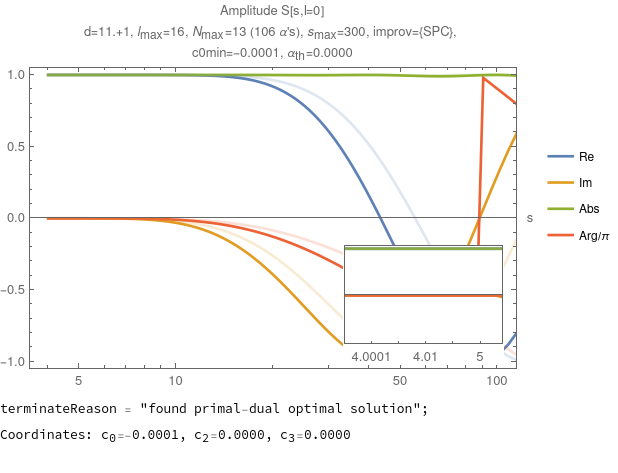 Amplitude S[s,l=0]
d=11.+1, lmax=16, Nmax=13 (106 α's), smax=300, improv={SPC},
c0min=-0.0001, αth=0.0000
1.0
0.5
0.0
-0.5
-1.0
5 10 50 100
s
Re
Im
Abs
Arg/π
4.0001 4.01 5
terminateReason = "found primal-dual optimal solution";
Coordinates: c0=-0.0001, c2=0.0000, c3=0.0000